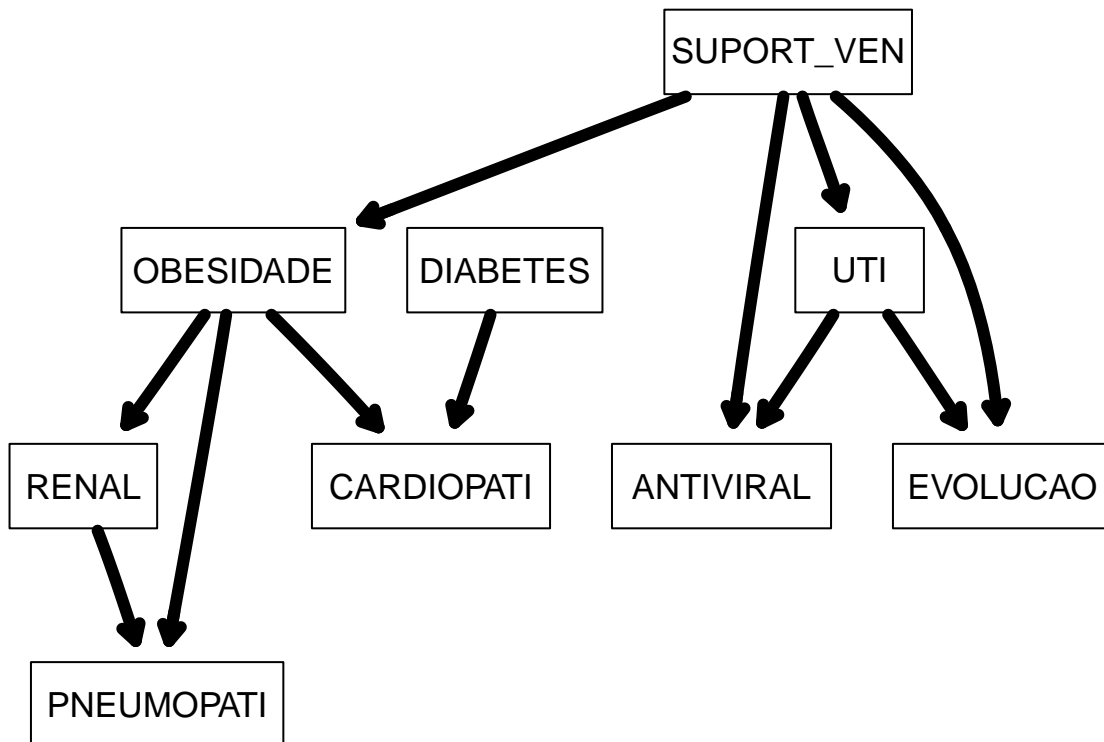 SUPORT_VEN
OBESIDADE
DIABETES
UTI
RENAL
CARDIOPATI
ANTIVIRAL
EVOLUCAO
PNEUMOPATI